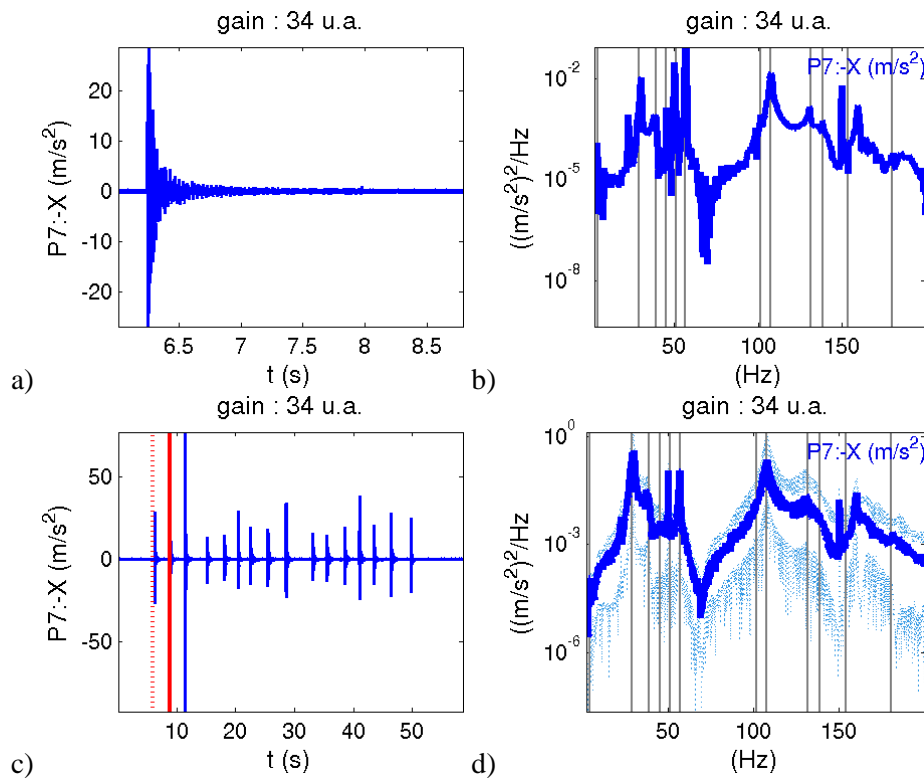 gain : 34 u.a.
P7:-X (m/s²)
20
10
0
-10
-20
6.5
7
7.5
8
8.5
t (s)
a)
gain : 34 u.a.
P7:-X (m/s²)
((m/s²)²/Hz
10⁻²
10⁻⁵
10⁻⁸
50
100
150
(Hz)
b)
gain : 34 u.a.
P7:-X (m/s²)
50
0
-50
10
20
30
40
50
t (s)
c)
gain : 34 u.a.
P7:-X (m/s²)
((m/s²)²/Hz
10⁰
10⁻³
10⁻⁶
50
100
150
(Hz)
d)